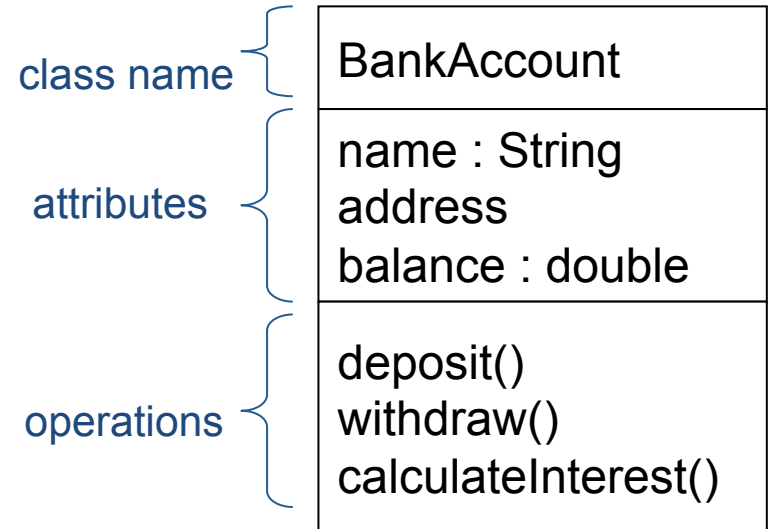 class name
BankAccount
attributes
name : String
address
balance : double
operations
deposit()
withdraw()
calculateInterest()